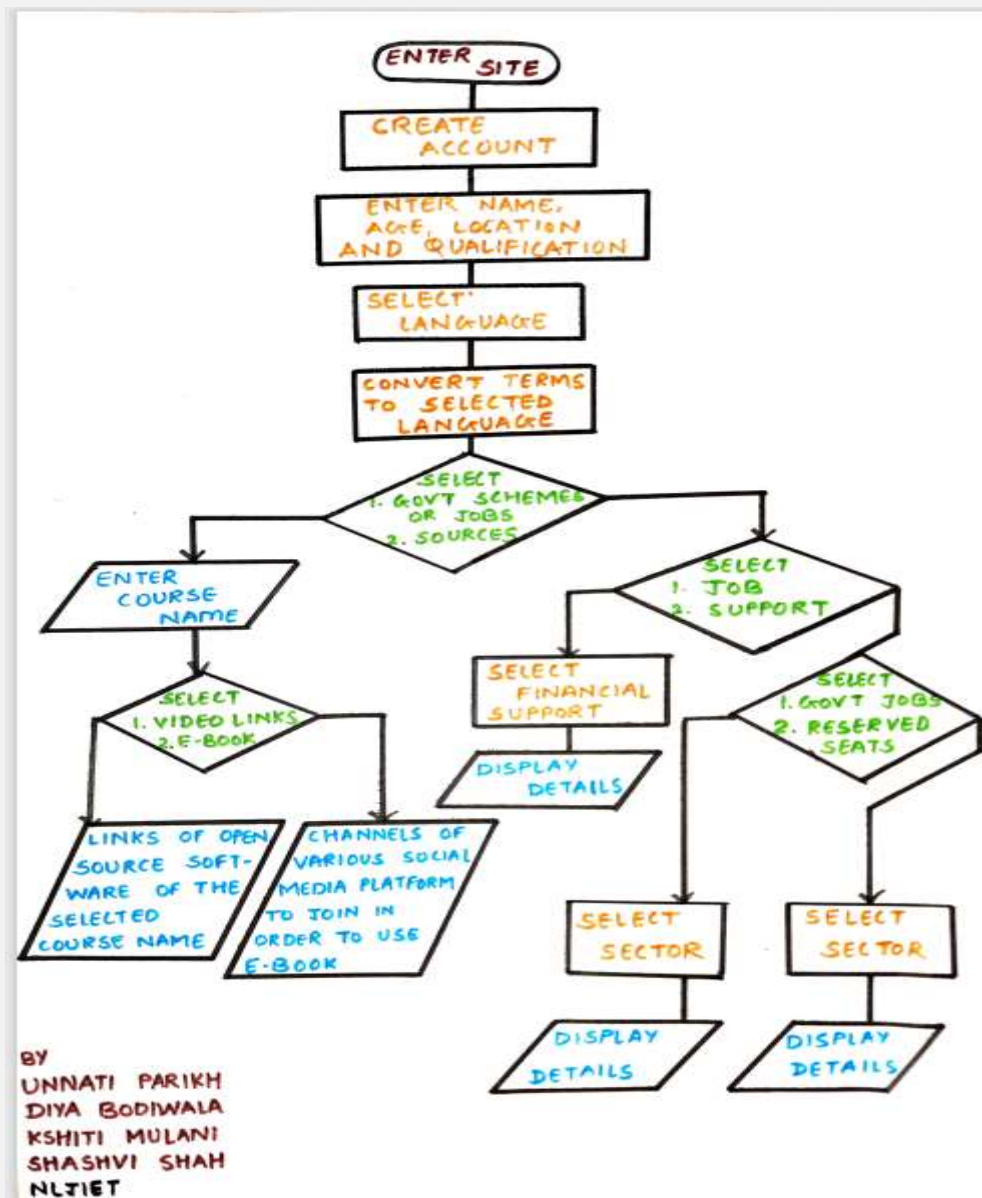 ENTER SITE
CREATE
ACCOUNT
ENTER NAME,
AGE, LOCATION
AND QUALIFICATION
SELECT
LANGUAGE
CONVERT TERMS
TO SELECTED
LANGUAGE
SELECT
1. GOVT SCHEMES
OR JOBS
2. SOURCES
ENTER
COURSE
NAME
SELECT
1. VIDEO LINKS
2. E-BOOK
LINKS OF OPEN
SOURCE SOFT-
WARE OF THE
SELECTED
COURSE NAME
CHANNELS OF
VARIOUS SOCIAL
MEDIA PLATFORM
TO JOIN IN
ORDER TO USE
E-BOOK
SELECT
1. JOB
2. SUPPORT
SELECT
FINANCIAL
SUPPORT
DISPLAY
DETAILS
SELECT
1. GOVT JOBS
2. RESERVED
SEATS
SELECT
SECTOR
DISPLAY
DETAILS
SELECT
SECTOR
DISPLAY
DETAILS
BY
UNNATI PARIKH
DIYA BODIWALA
KSHITI MULANI
SHASHVI SHAH
NLJIET